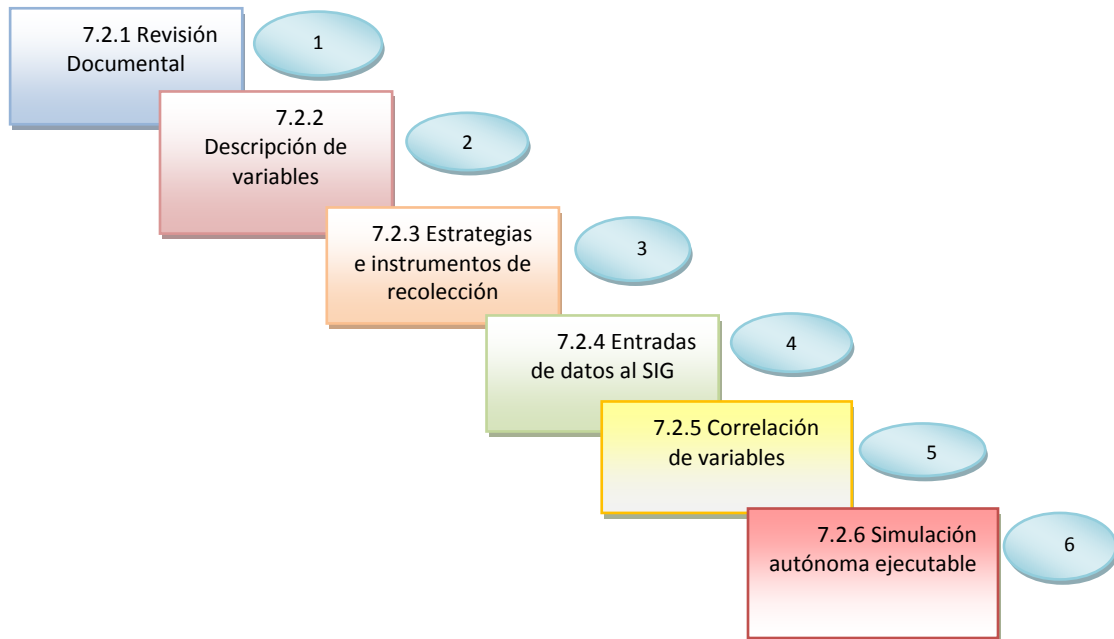 7.2.1 Revisión
Documental
1
7.2.2
Descripción de
variables
2
7.2.3 Estrategias
e instrumentos de
recolección
3
7.2.4 Entradas
de datos al SIG
4
7.2.5 Correlación
de variables
5
7.2.6 Simulación
autónoma ejecutable
6